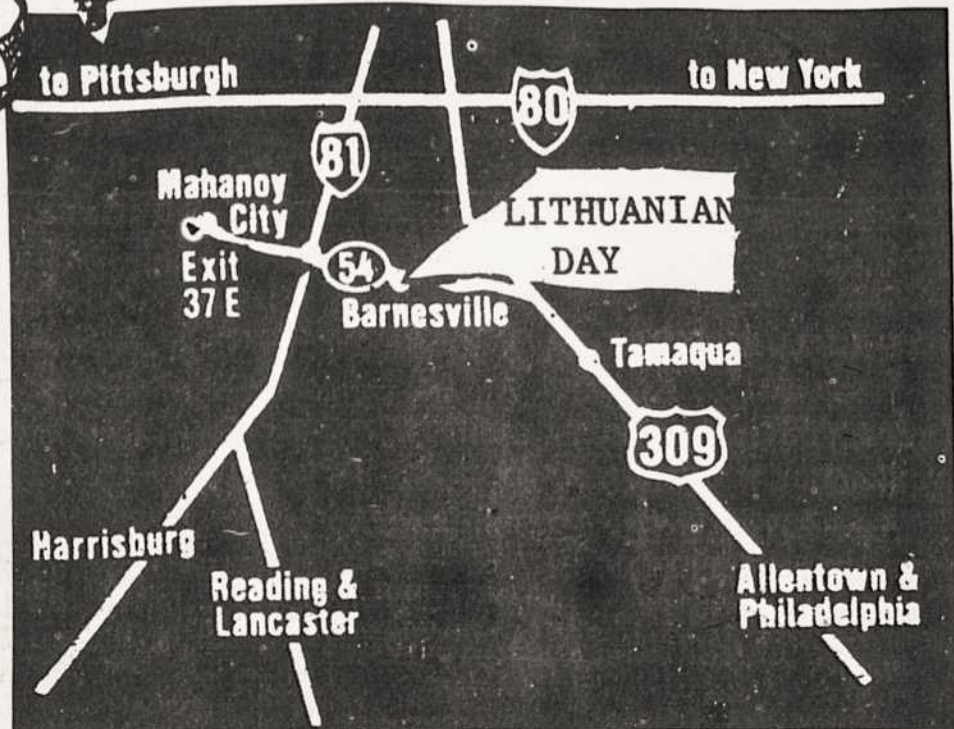 to Pittsburgh
to New York
80
81
Mahanoy
City
LITHUANIAN
DAY
Exit
37 E
54
Barnesville
Tamaqua
309
Harrisburg
Reading &
Lancaster
Allentown &
Philadelphia